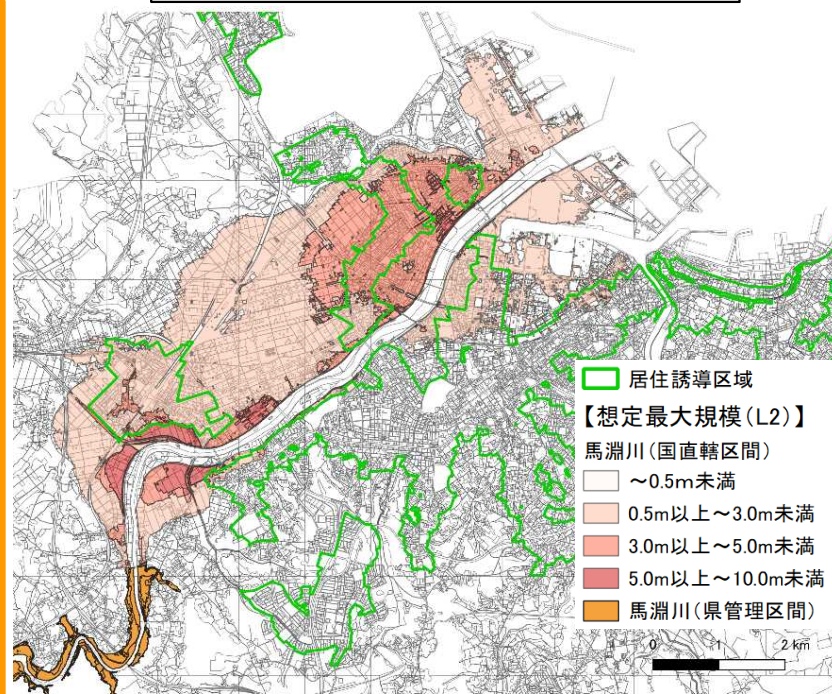 居住誘導区域
【想定最大規模(L2)】
馬淵川(国直轄区間)
～0.5m未満
0.5m以上～3.0m未満
3.0m以上～5.0m未満
5.0m以上～10.0m未満
馬淵川(県管理区間)
0 1 2 km